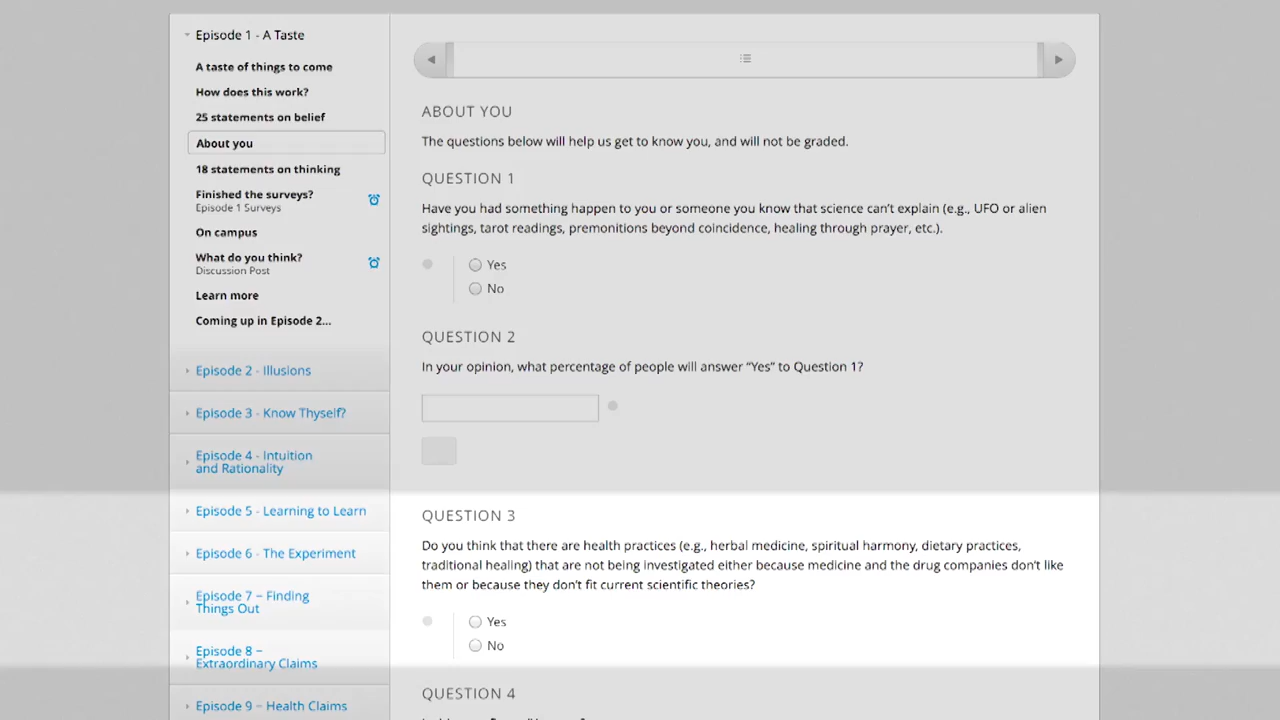 Episode 1 - A Taste
A taste of things to come
How does this work?
25 statements on belief
About you
18 statements on thinking
Finished the surveys?
Episode 1 Surveys
On campus
What do you think?
Discussion Post
Learn more
Coming up in Episode 2...
Episode 2 - Illusions
Episode 3 - Know Thyself?
Episode 4 - Intuition
and Rationality
Episode 5 - Learning to Learn
Episode 6 - The Experiment
Episode 7 – Finding
Things Out
Episode 8 –
Extraordinary Claims
Episode 9 – Health Claims
ABOUT YOU
The questions below will help us get to know you, and will not be graded.
QUESTION 1
Have you had something happen to you or someone you know that science can’t explain (e.g., UFO or alien
sightings, tarot readings, premonitions beyond coincidence, healing through prayer, etc.).
Yes
No
QUESTION 2
In your opinion, what percentage of people will answer “Yes” to Question 1?
QUESTION 3
Do you think that there are health practices (e.g., herbal medicine, spiritual harmony, dietary practices,
traditional healing) that are not being investigated either because medicine and the drug companies don’t like
them or because they don’t fit current scientific theories?
Yes
No
QUESTION 4